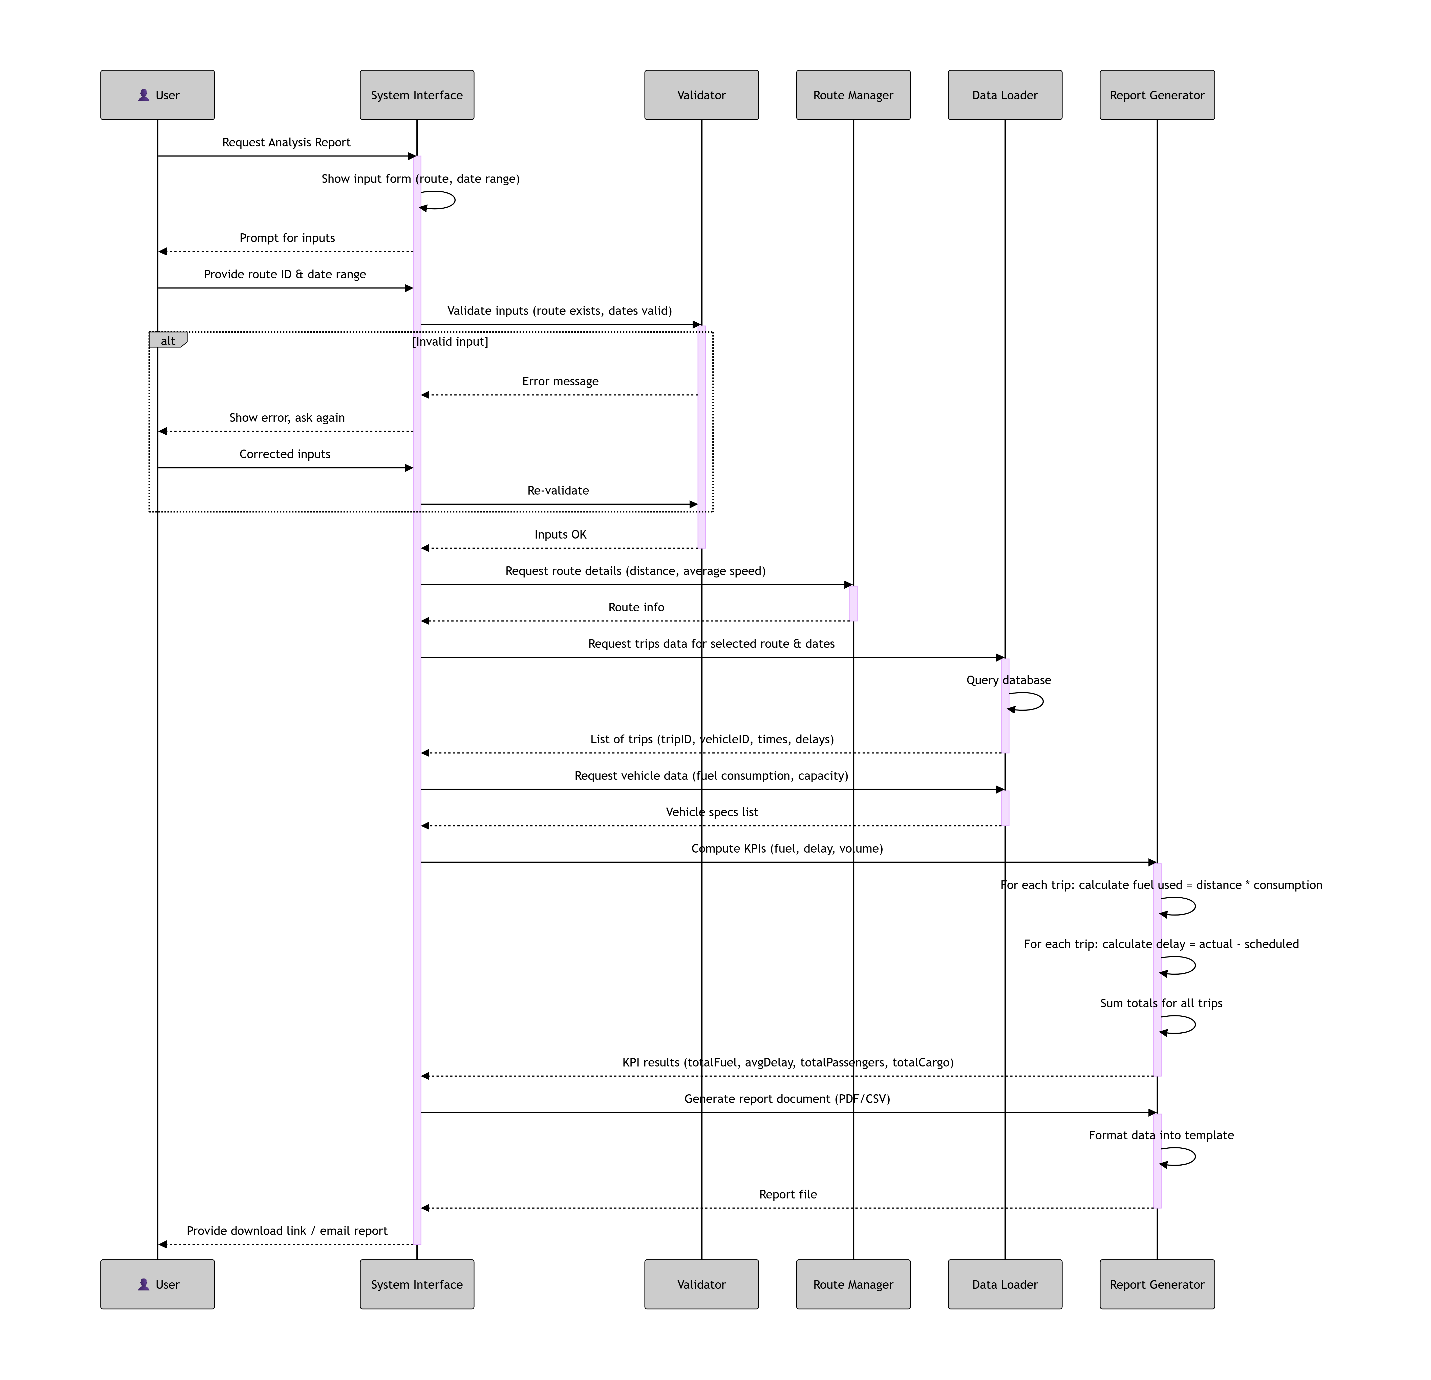 👤 User
System Interface
Validator
Route Manager
Data Loader
Report Generator
Request Analysis Report
Show input form (route, date range)
Prompt for inputs
Provide route ID & date range
Validate inputs (route exists, dates valid)
alt
[Invalid input]
Error message
Show error, ask again
Corrected inputs
Re-validate
Inputs OK
Request route details (distance, average speed)
Route info
Request trips data for selected route & dates
Query database
List of trips (tripID, vehicleID, times, delays)
Request vehicle data (fuel consumption, capacity)
Vehicle specs list
Compute KPIs (fuel, delay, volume)
For each trip: calculate fuel used = distance * consumption
For each trip: calculate delay = actual - scheduled
Sum totals for all trips
KPI results (totalFuel, avgDelay, totalPassengers, totalCargo)
Generate report document (PDF/CSV)
Format data into template
Report file
Provide download link / email report
👤 User
System Interface
Validator
Route Manager
Data Loader
Report Generator